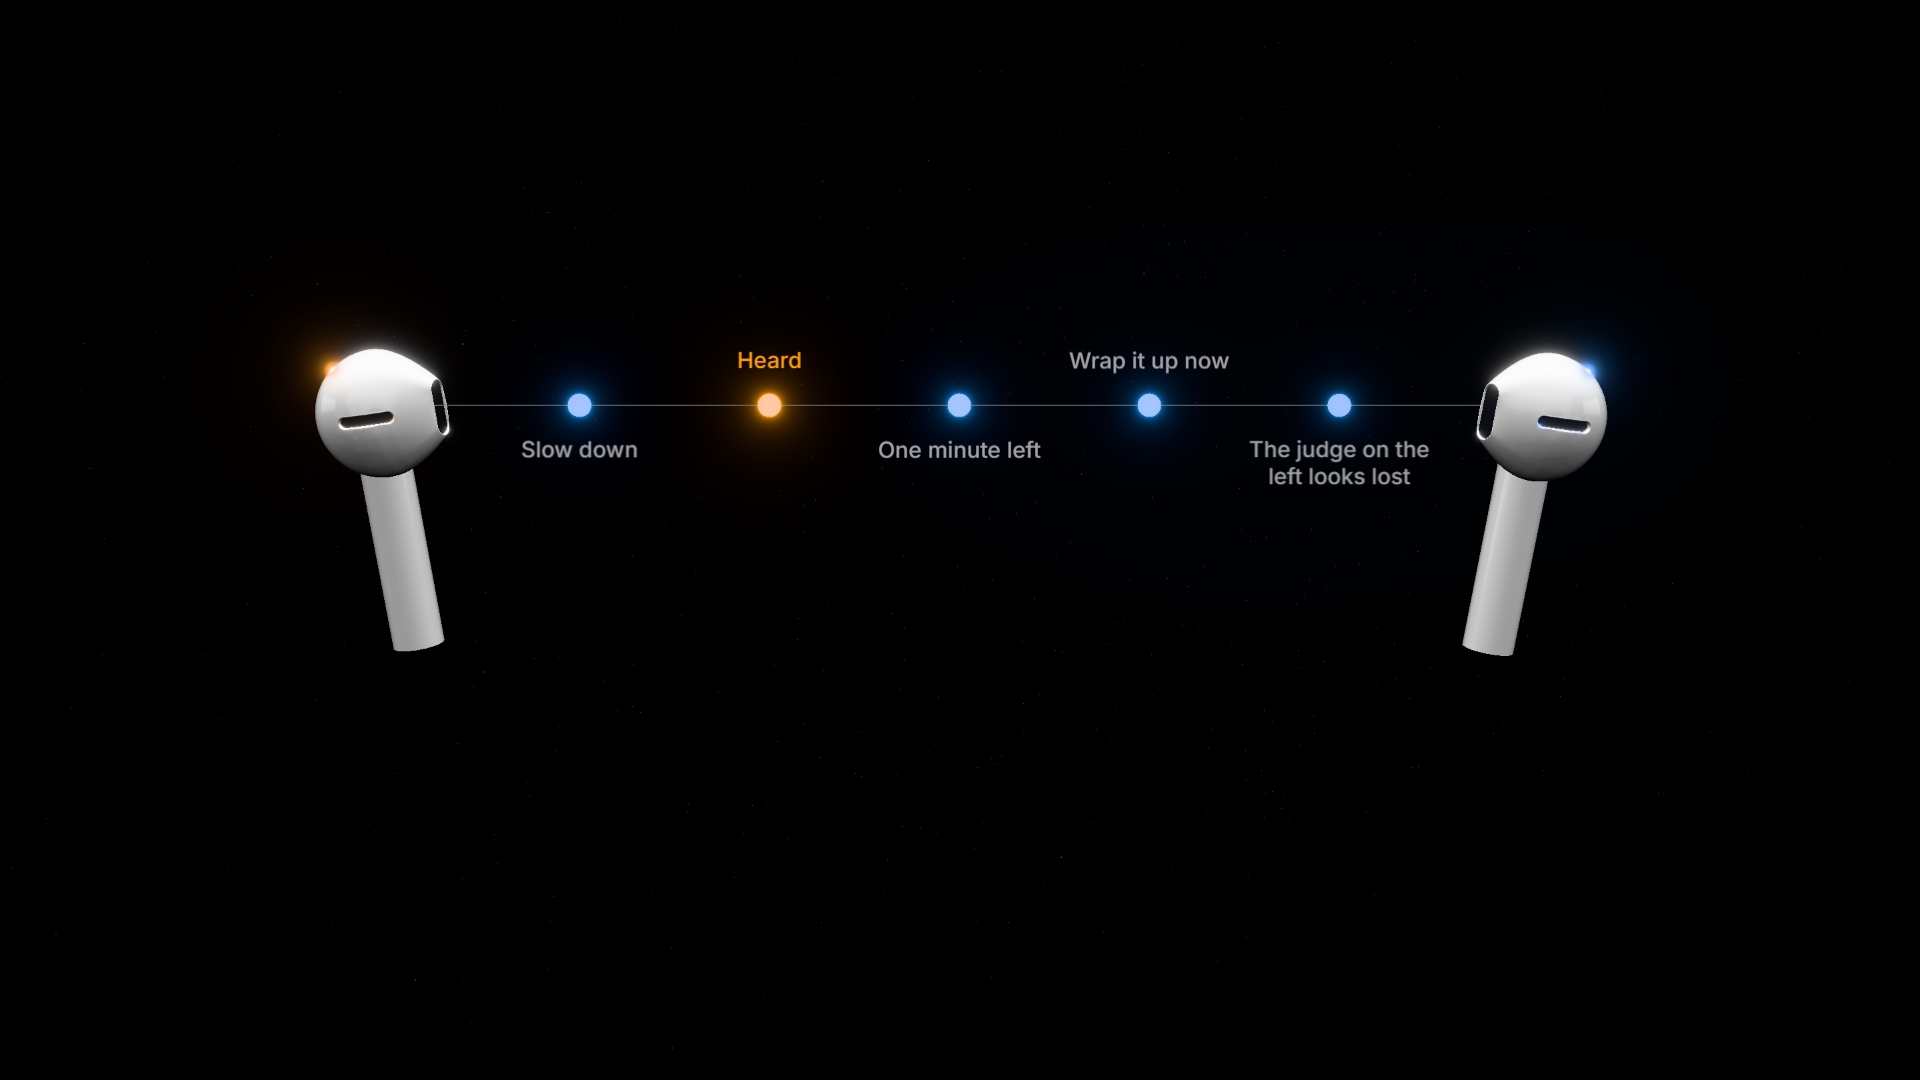 Slow down
Heard
One minute left
Wrap it up now
The judge on the
left looks lost